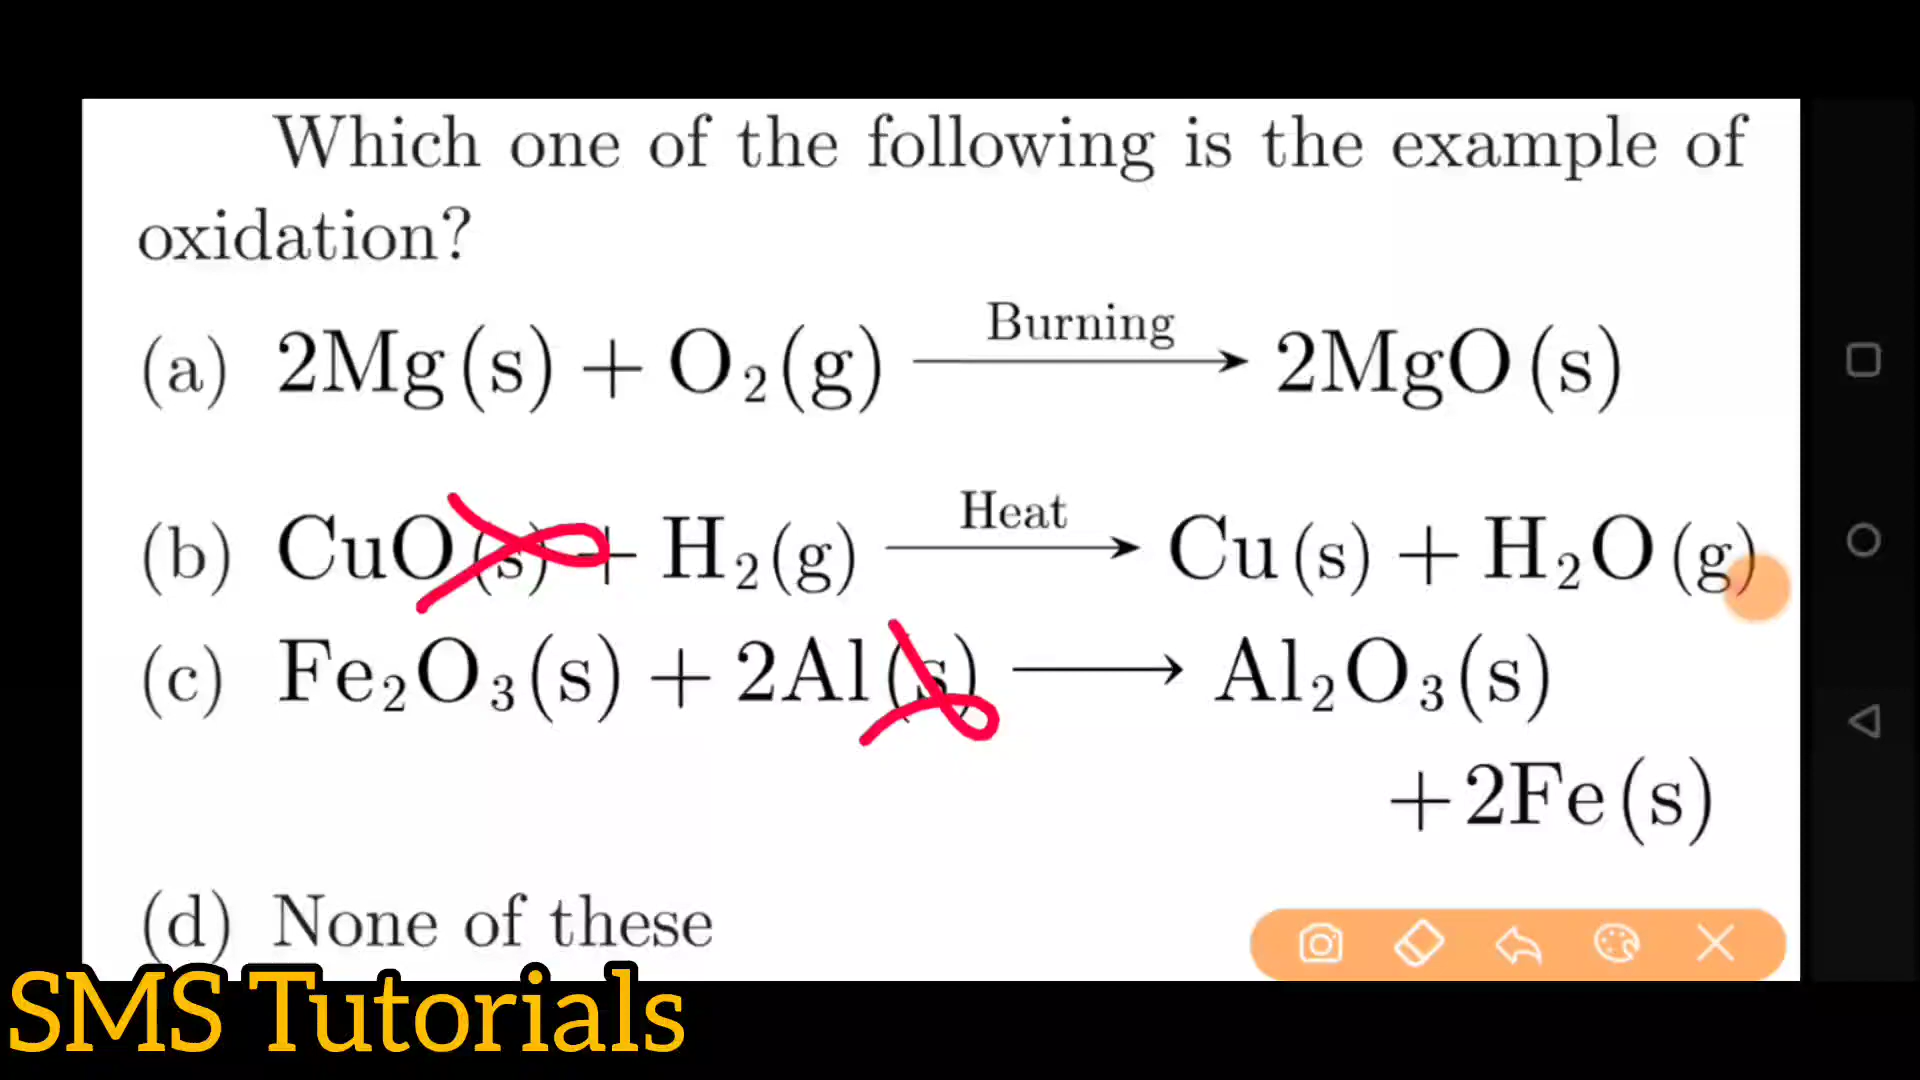 Which one of the following is the example of
oxidation?
(a) 2Mg(s) + O₂(g) Burning⟶ 2MgO(s)
(b) CuO(s) + H₂(g) Heat⟶ Cu(s) + H₂O(g)
(c) Fe₂O₃(s) + 2Al(s) ⟶ Al₂O₃(s)
+2Fe(s)
(d) None of these
SMS Tutorials